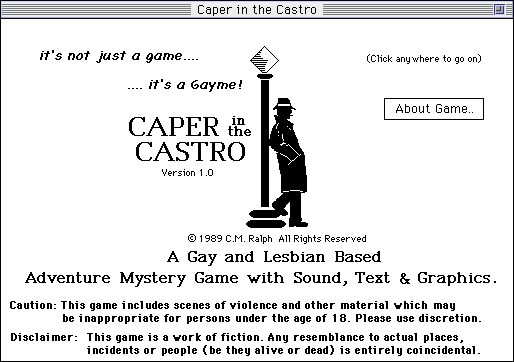 Caper in the Castro
it's not just a game....
(Click anywhere to go on)
.... it's a Gayme!
About Game..
CAPER in the
CASTRO
Version 1.0
© 1989 C.M. Ralph All Rights Reserved
A Gay and Lesbian Based
Adventure Mystery Game with Sound, Text & Graphics.
Caution: This game includes scenes of violence and other material which may
be inappropriate for persons under the age of 18. Please use discretion.
Disclaimer: This game is a work of fiction. Any resemblance to actual places,
incidents or people (be they alive or dead) is entirely coincidental.